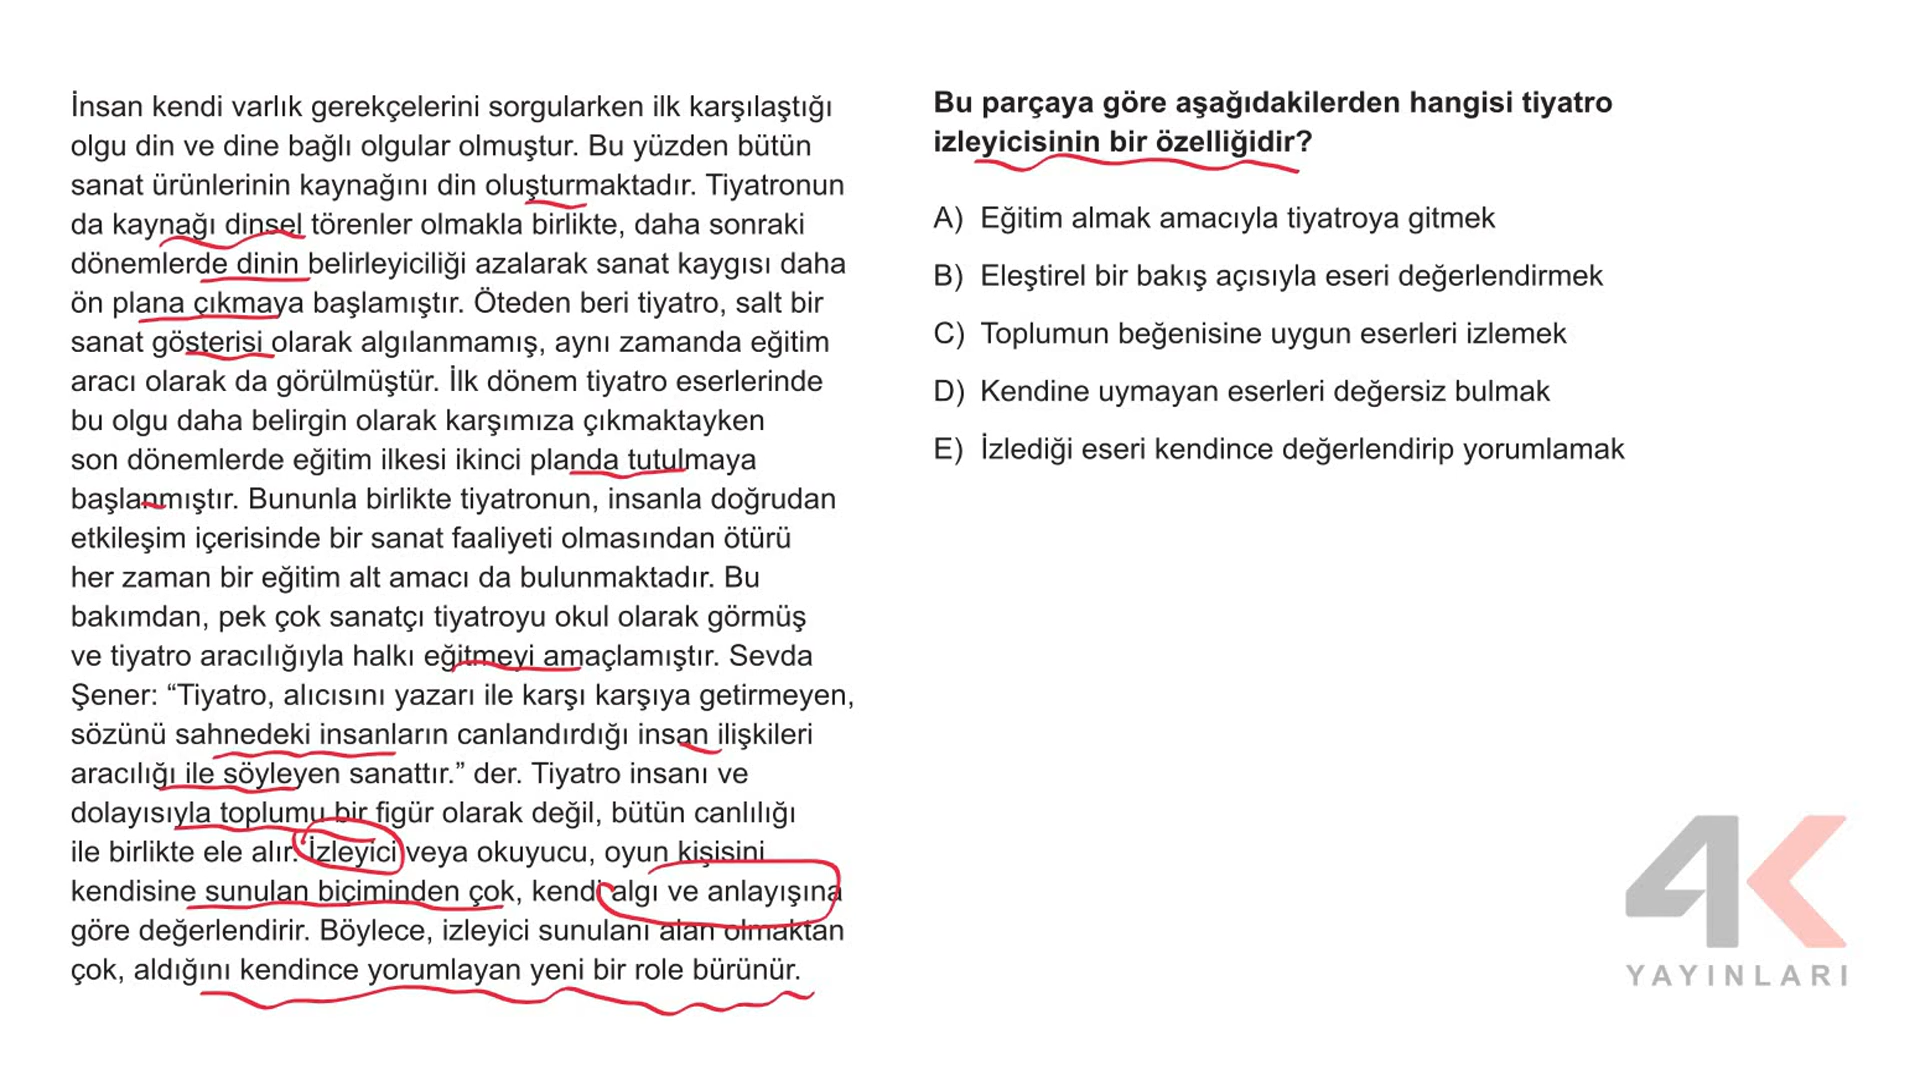 İnsan kendi varlık gerekçelerini sorgularken ilk karşılaştığı
olgu din ve dine bağlı olgular olmuştur. Bu yüzden bütün
sanat ürünlerinin kaynağını din oluşturmaktadır. Tiyatronun
da kaynağı dinsel törenler olmakla birlikte, daha sonraki
dönemlerde dinin belirleyiciliği azalarak sanat kaygısı daha
ön plana çıkmaya başlamıştır. Öteden beri tiyatro, salt bir
sanat gösterisi olarak algılanmamış, aynı zamanda eğitim
aracı olarak da görülmüştür. İlk dönem tiyatro eserlerinde
bu olgu daha belirgin olarak karşımıza çıkmaktayken
son dönemlerde eğitim ilkesi ikinci planda tutulmaya
başlanmıştır. Bununla birlikte tiyatronun, insanla doğrudan
etkileşim içerisinde bir sanat faaliyeti olmasından ötürü
her zaman bir eğitim alt amacı da bulunmaktadır. Bu
bakımdan, pek çok sanatçı tiyatroyu okul olarak görmüş
ve tiyatro aracılığıyla halkı eğitmeyi amaçlamıştır. Sevda
Şener: “Tiyatro, alıcısını yazarı ile karşı karşıya getirmeyen,
sözünü sahnedeki insanların canlandırdığı insan ilişkileri
aracılığı ile söyleyen sanattır.” der. Tiyatro insanı ve
dolayısıyla toplumu bir figür olarak değil, bütün canlılığı
ile birlikte ele alır. İzleyici veya okuyucu, oyun kişisini
kendisine sunulan biçiminden çok, kendi algı ve anlayışına
göre değerlendirir. Böylece, izleyici sunulanı alan olmaktan
çok, aldığını kendince yorumlayan yeni bir role bürünür.
Bu parçaya göre aşağıdakilerden hangisi tiyatro
izleyicisinin bir özelliğidir?
A) Eğitim almak amacıyla tiyatroya gitmek
B) Eleştirel bir bakış açısıyla eseri değerlendirmek
C) Toplumun beğenisine uygun eserleri izlemek
D) Kendine uymayan eserleri değersiz bulmak
E) İzlediği eseri kendince değerlendirip yorumlamak
4K
YAYINLARI